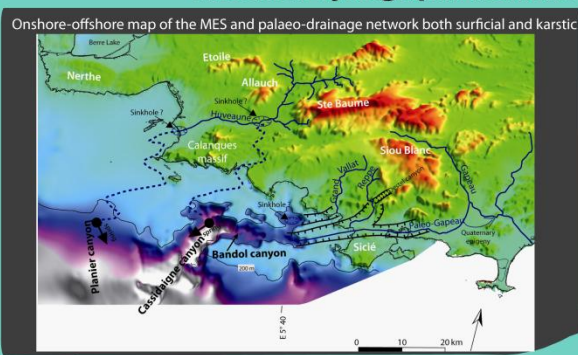 Onshore-offshore map of the MES and palaeo-drainage network both surficial and karstic
Berre Lake
Nerthe
Etoile
Allauch
Sinkhole ?
Sinkhole ?
Huveaune
Ste Baume
Calanques
massif
Siou Blanc
Grand Vallat
Reppe
Gapeau
Sinkhole ?
Paleo-Gapeau
Quaternary
epigeny
Sicié
Bandol canyon
Planier canyon
Cassidaigne canyon
200 m
E 5° 40
0 10 20 km